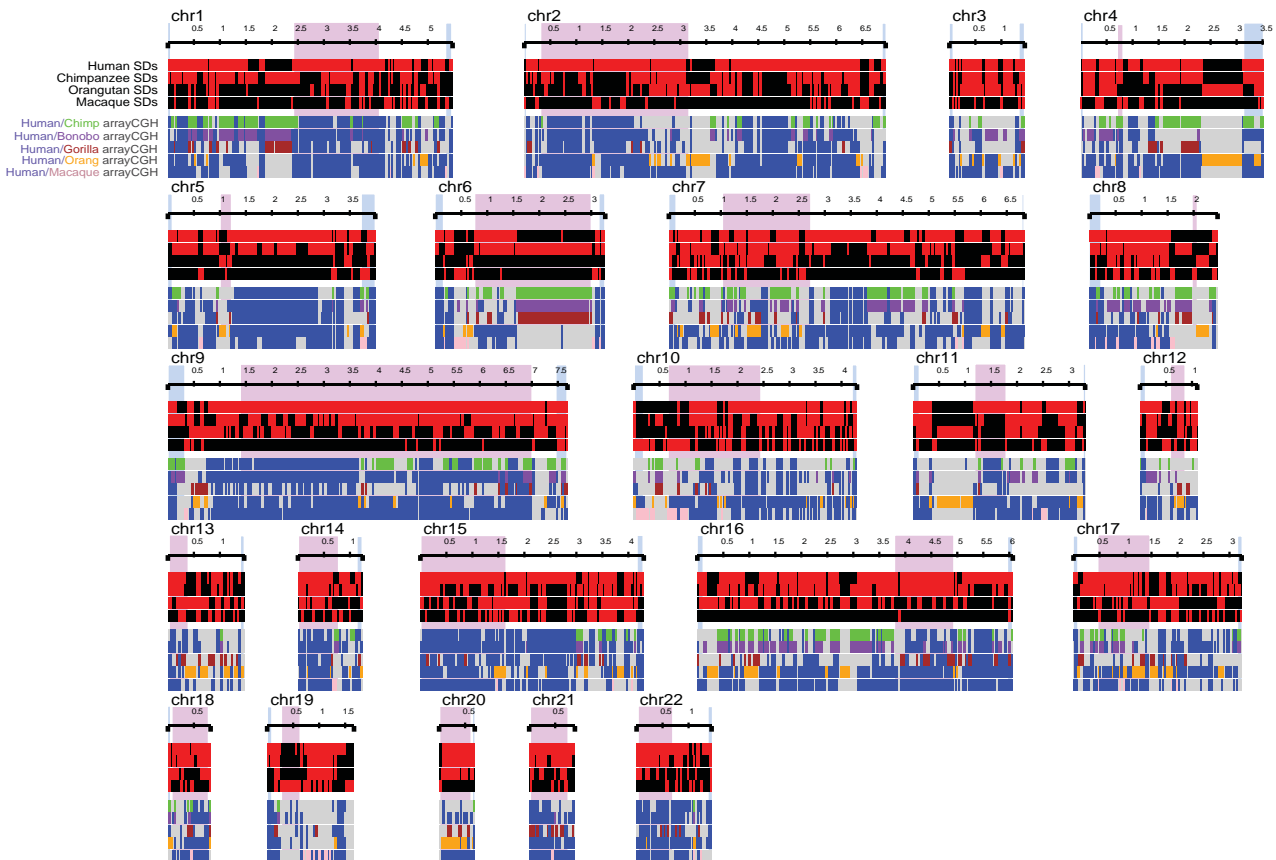 chr1 chr2 chr3 chr4
0.5 1 1.5 2 2.5 3 3.5 4 4.5 5
0.5 1 1.5 2 2.5 3 3.5 4 4.5 5 5.5 6 6.5
0.5 1
0.5 1 1.5 2 2.5 3 3.5
Human SDs
Chimpanzee SDs
Orangutan SDs
Macaque SDs
Human/Chimp arrayCGH
Human/Bonobo arrayCGH
Human/Gorilla arrayCGH
Human/Orang arrayCGH
Human/Macaque arrayCGH
chr5 chr6 chr7 chr8
0.5 1 1.5 2 2.5 3 3.5
0.5 1 1.5 2 2.5 3
0.5 1 1.5 2 2.5 3 3.5 4 4.5 5 5.5 6 6.5
0.5 1 1.5 2
chr9 chr10 chr11 chr12
0.5 1 1.5 2 2.5 3 3.5 4 4.5 5 5.5 6 6.5 7 7.5
0.5 1 1.5 2 2.5 3 3.5 4
0.5 1 1.5 2 2.5 3
0.5 1
chr13 chr14 chr15 chr16 chr17
0.5 1
0.5 1
0.5 1 1.5 2 2.5 3 3.5 4
0.5 1 1.5 2 2.5 3 3.5 4 4.5 5 5.5 6
0.5 1 1.5 2 2.5 3
chr18 chr19 chr20 chr21 chr22
0.5
0.5 1 1.5
0.5
0.5
0.5 1